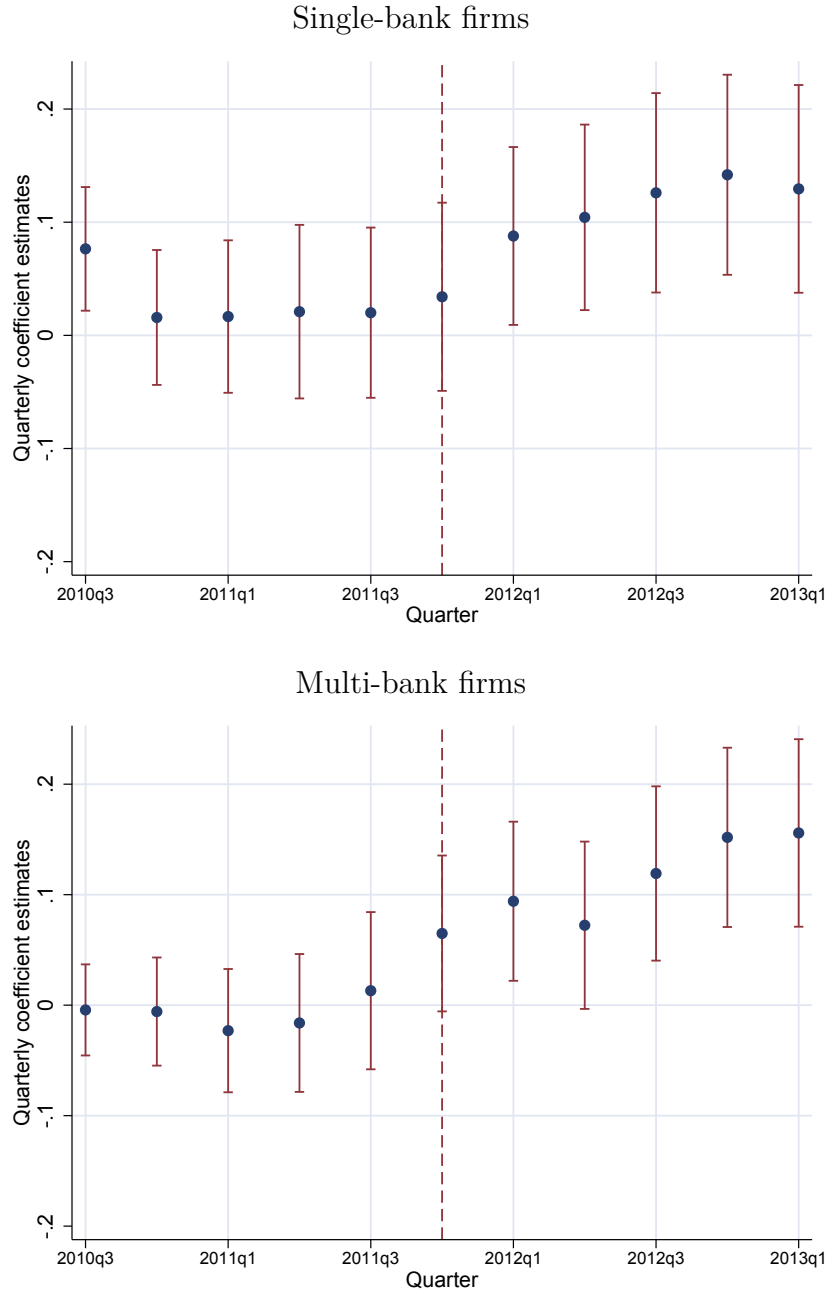 Single-bank firms
Quarterly coefficient estimates
.2
.1
0
-.1
-.2
2010q3 2011q1 2011q3 2012q1 2012q3 2013q1
Quarter
Multi-bank firms
Quarterly coefficient estimates
.2
.1
0
-.1
-.2
2010q3 2011q1 2011q3 2012q1 2012q3 2013q1
Quarter